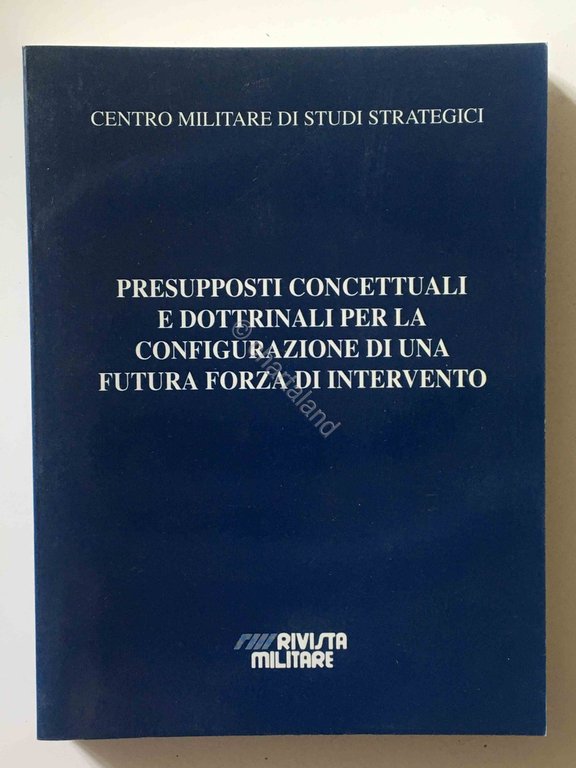 CENTRO MILITARE DI STUDI STRATEGICI
PRESUPPOSTI CONCETTUALI
E DOTTRINALI PER LA
CONFIGURAZIONE DI UNA
FUTURA FORZA DI INTERVENTO
© chartaland
RIVISTA
MILITARE